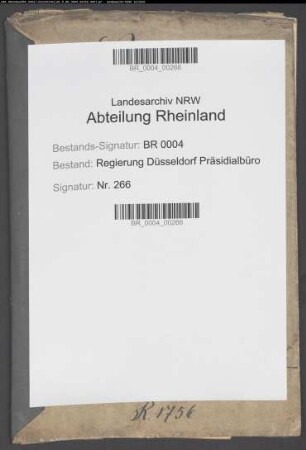 BR_0004_00266
Landesarchiv NRW
Abteilung Rheinland
Bestands-Signatur: BR 0004
Bestand: Regierung Düsseldorf Präsidialbüro
Signatur: Nr. 266
BR_0004_00266
R. 1756